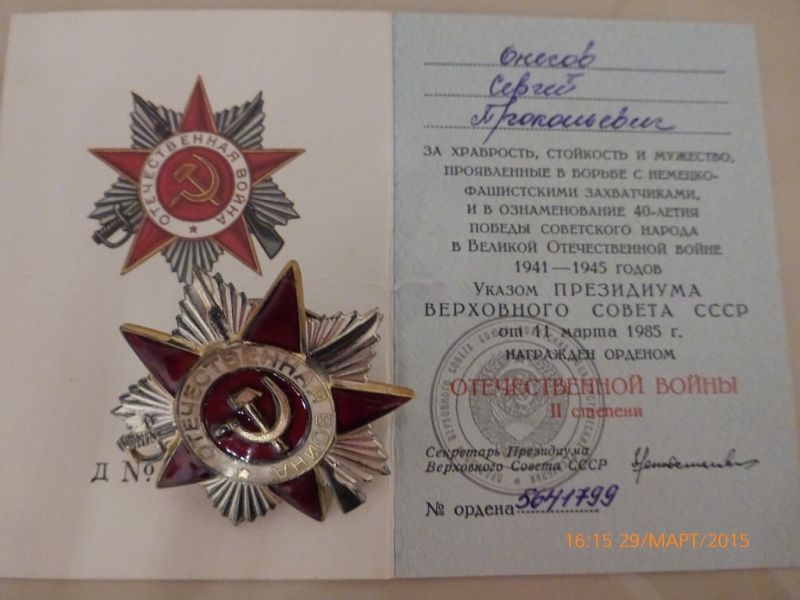 ОТЕЧЕСТВЕННАЯ ВОЙНА
ОТЕЧЕСТВЕННАЯ ВОЙНА
Д №
Онесов
Сергей
Прокопьевич
ЗА ХРАБРОСТЬ, СТОЙКОСТЬ И МУЖЕСТВО,
ПРОЯВЛЕННЫЕ В БОРЬБЕ С НЕМЕЦКО-
ФАШИСТСКИМИ ЗАХВАТЧИКАМИ,
И В ОЗНАМЕНОВАНИЕ 40-ЛЕТИЯ
ПОБЕДЫ СОВЕТСКОГО НАРОДА
В ВЕЛИКОЙ ОТЕЧЕСТВЕННОЙ ВОЙНЕ
1941—1945 ГОДОВ
УКАЗОМ ПРЕЗИДИУМА
ВЕРХОВНОГО СОВЕТА СССР
от 11 марта 1985 г.
НАГРАЖДЕН ОРДЕНОМ
ОТЕЧЕСТВЕННОЙ ВОЙНЫ
II степени
Секретарь Президиума
Верховного Совета СССР
№ ордена 5641799
16:15 29/МАРТ/2015